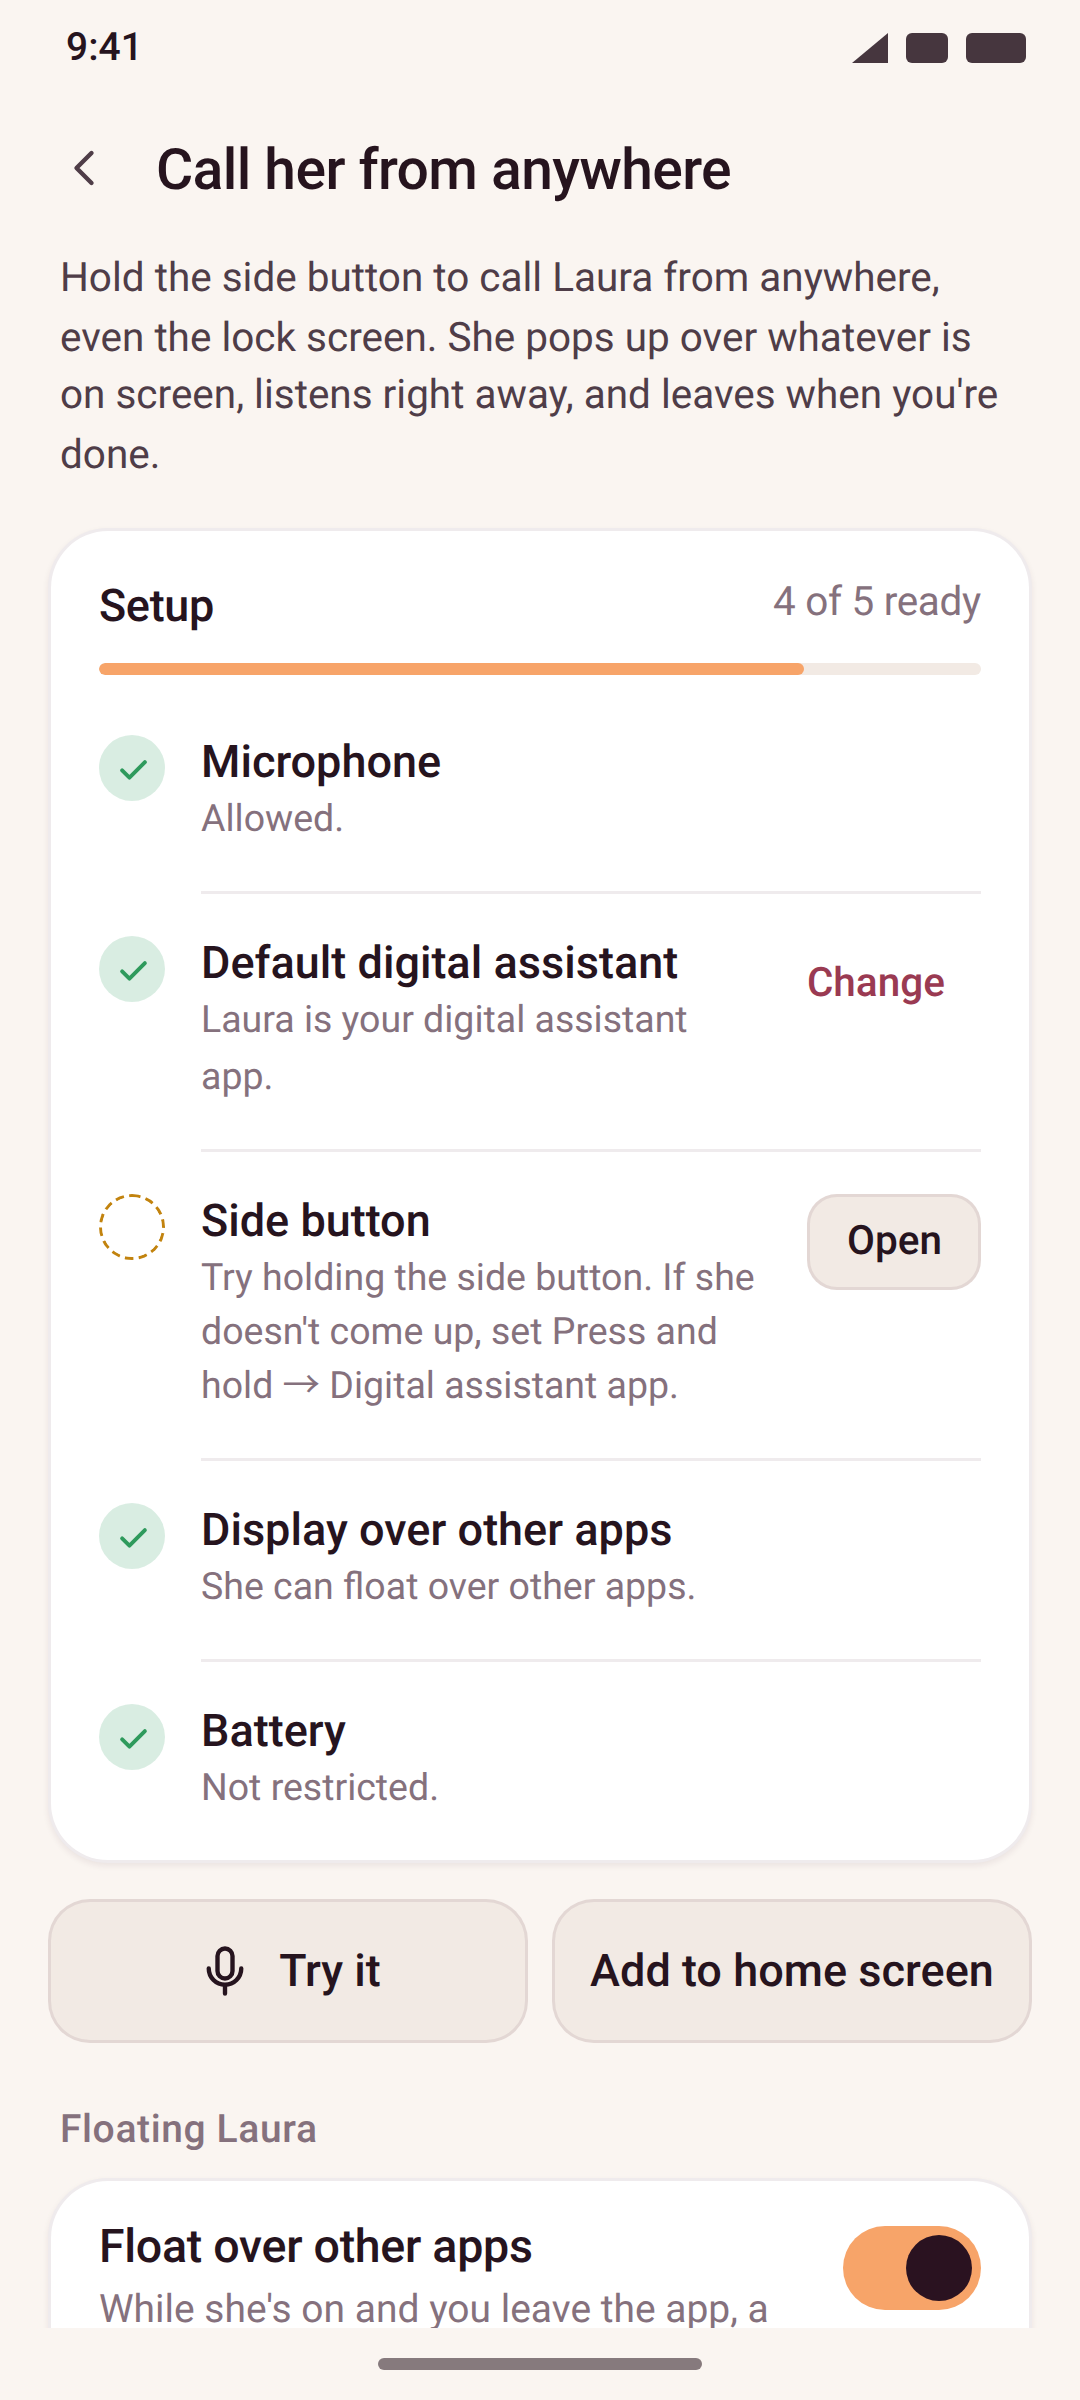 9:41
Call her from anywhere
Hold the side button to call Laura from anywhere,
even the lock screen. She pops up over whatever is
on screen, listens right away, and leaves when you're
done.
Setup
4 of 5 ready
Microphone
Allowed.
Default digital assistant
Change
Laura is your digital assistant
app.
Side button
Open
Try holding the side button. If she
doesn't come up, set Press and
hold → Digital assistant app.
Display over other apps
She can float over other apps.
Battery
Not restricted.
Try it
Add to home screen
Floating Laura
Float over other apps
While she's on and you leave the app, a